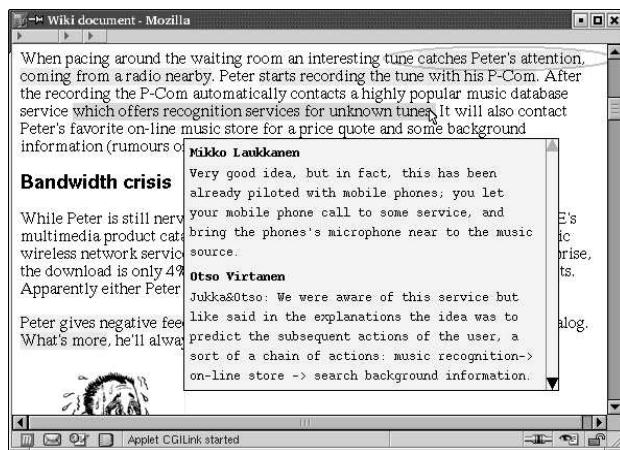 Wiki document - Mozilla
When pacing around the waiting room an interesting tune catches Peter's attention,
coming from a radio nearby. Peter starts recording the tune with his P-Com. After
the recording the P-Com automatically contacts a highly popular music database
service which offers recognition services for unknown tunes. It will also contact
Peter's favorite on-line music store for a price quote and some background
information (rumours o
Mikko Laukkanen
Very good idea, but in fact, this has been
already piloted with mobile phones; you let
your mobile phone call to some service, and
bring the phones's microphone near to the music
source.
Otso Virtanen
Jukka&Otso: We were aware of this service but
like said in the explanations the idea was to
predict the subsequent actions of the user, a
sort of a chain of actions: music recognition->
on-line store -> search background information.
Bandwidth crisis
While Peter is still nerv E's
multimedia product cata ic
wireless network servic prise,
the download is only 4% ts.
Apparently either Peter
Peter gives negative fee alog.
What's more, he'll alwa
Applet CGILink started